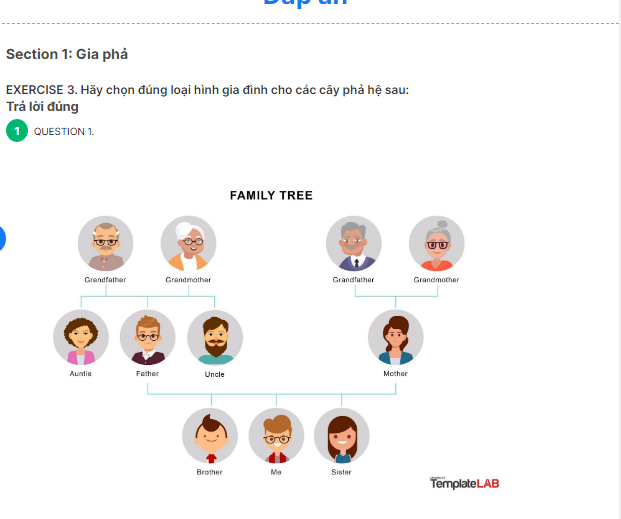 Đáp án
Section 1: Gia phả
EXERCISE 3. Hãy chọn đúng loại hình gia đình cho các cây phả hệ sau:
Trả lời đúng
1 QUESTION 1.
FAMILY TREE
Grandfather Grandmother Grandfather Grandmother
Auntie Father Uncle Mother
Brother Me Sister
TemplateLAB